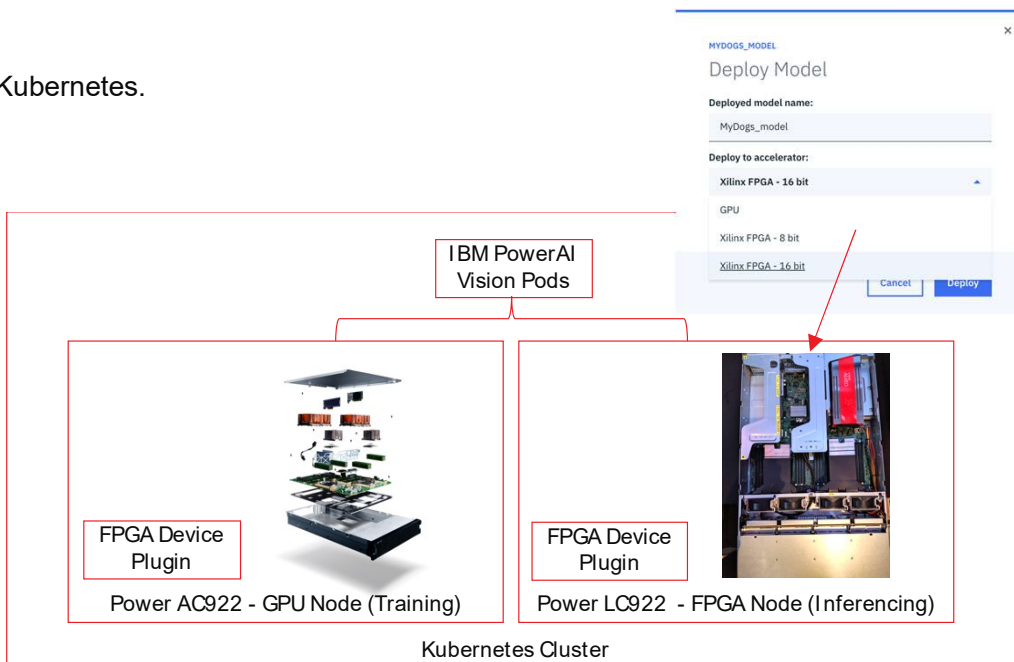 Kubernetes.
×
MYDOGS_MODEL
Deploy Model
Deployed model name:
MyDogs_model
Deploy to accelerator:
Xilinx FPGA - 16 bit
GPU
Xilinx FPGA - 8 bit
Xilinx FPGA - 16 bit
Cancel
Deploy
IBM PowerAI
Vision Pods
FPGA Device
Plugin
Power AC922 - GPU Node (Training)
FPGA Device
Plugin
Power LC922 - FPGA Node (Inferencing)
Kubernetes Cluster